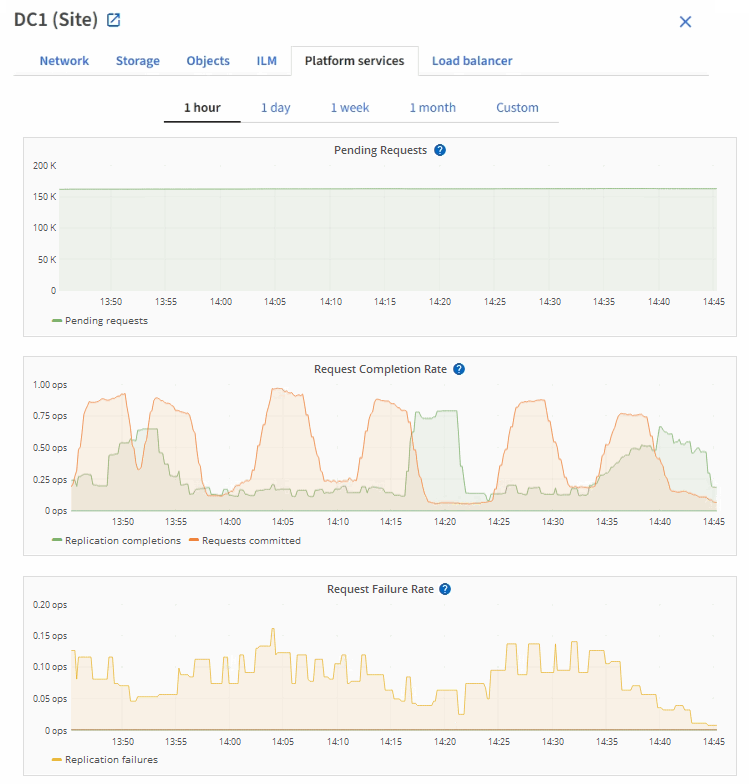 DC1 (Site)
Network Storage Objects ILM Platform services Load balancer
1 hour 1 day 1 week 1 month Custom
Pending Requests ?
200 K
150 K
100 K
50 K
0
13:50 13:55 14:00 14:05 14:10 14:15 14:20 14:25 14:30 14:35 14:40 14:45
Pending requests
Request Completion Rate ?
1.00 ops
0.75 ops
0.50 ops
0.25 ops
0 ops
13:50 13:55 14:00 14:05 14:10 14:15 14:20 14:25 14:30 14:35 14:40 14:45
Replication completions Requests committed
Request Failure Rate ?
0.20 ops
0.15 ops
0.10 ops
0.05 ops
0 ops
13:50 13:55 14:00 14:05 14:10 14:15 14:20 14:25 14:30 14:35 14:40 14:45
Replication failures